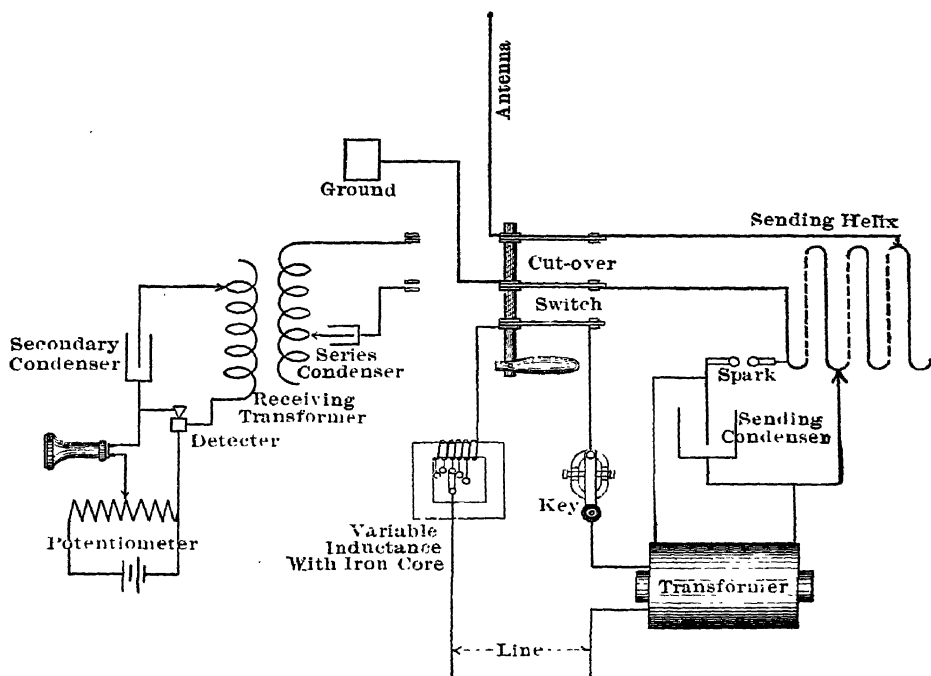 Antenna
Ground
Sending Helix
Cut-over
Switch
Secondary
Condenser
Series
Condenser
Receiving
Transformer
Detecter
Spark
Sending
Condenser
Key
Potentiometer
Variable
Inductance
With Iron Core
Transformer
Line